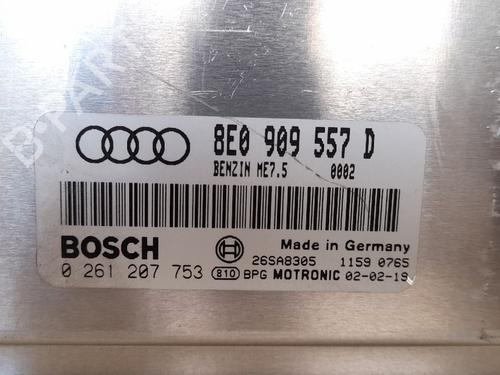 8E0 909 557 D
BENZIN ME7.5 0002
BOSCH
Made in Germany
26SA8305 1159 0765
0 261 207 753 810 BPG MOTRONIC 02-02-19